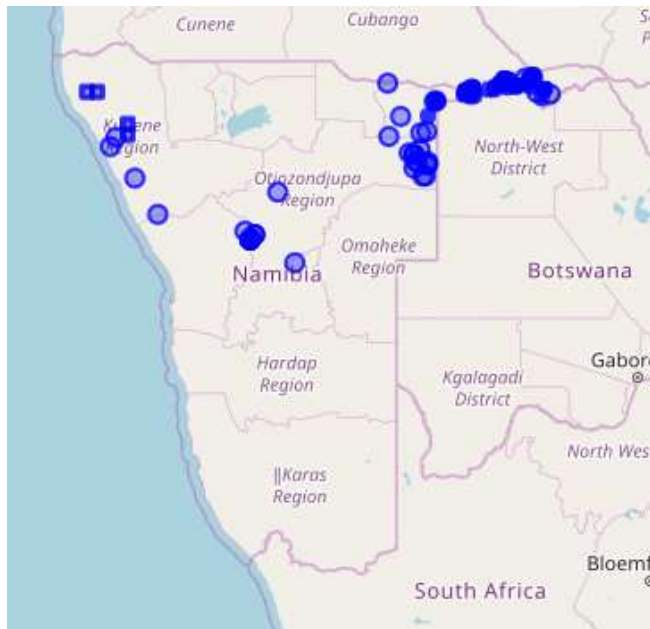 Cunene
Cubango
Kunene
Region
Otjozondjupa
Region
North-West
District
Omaheke
Region
Namibia
Botswana
Hardap
Region
Kgalagadi
District
Gabor
North Wes
||Karas
Region
Bloemf
South Africa